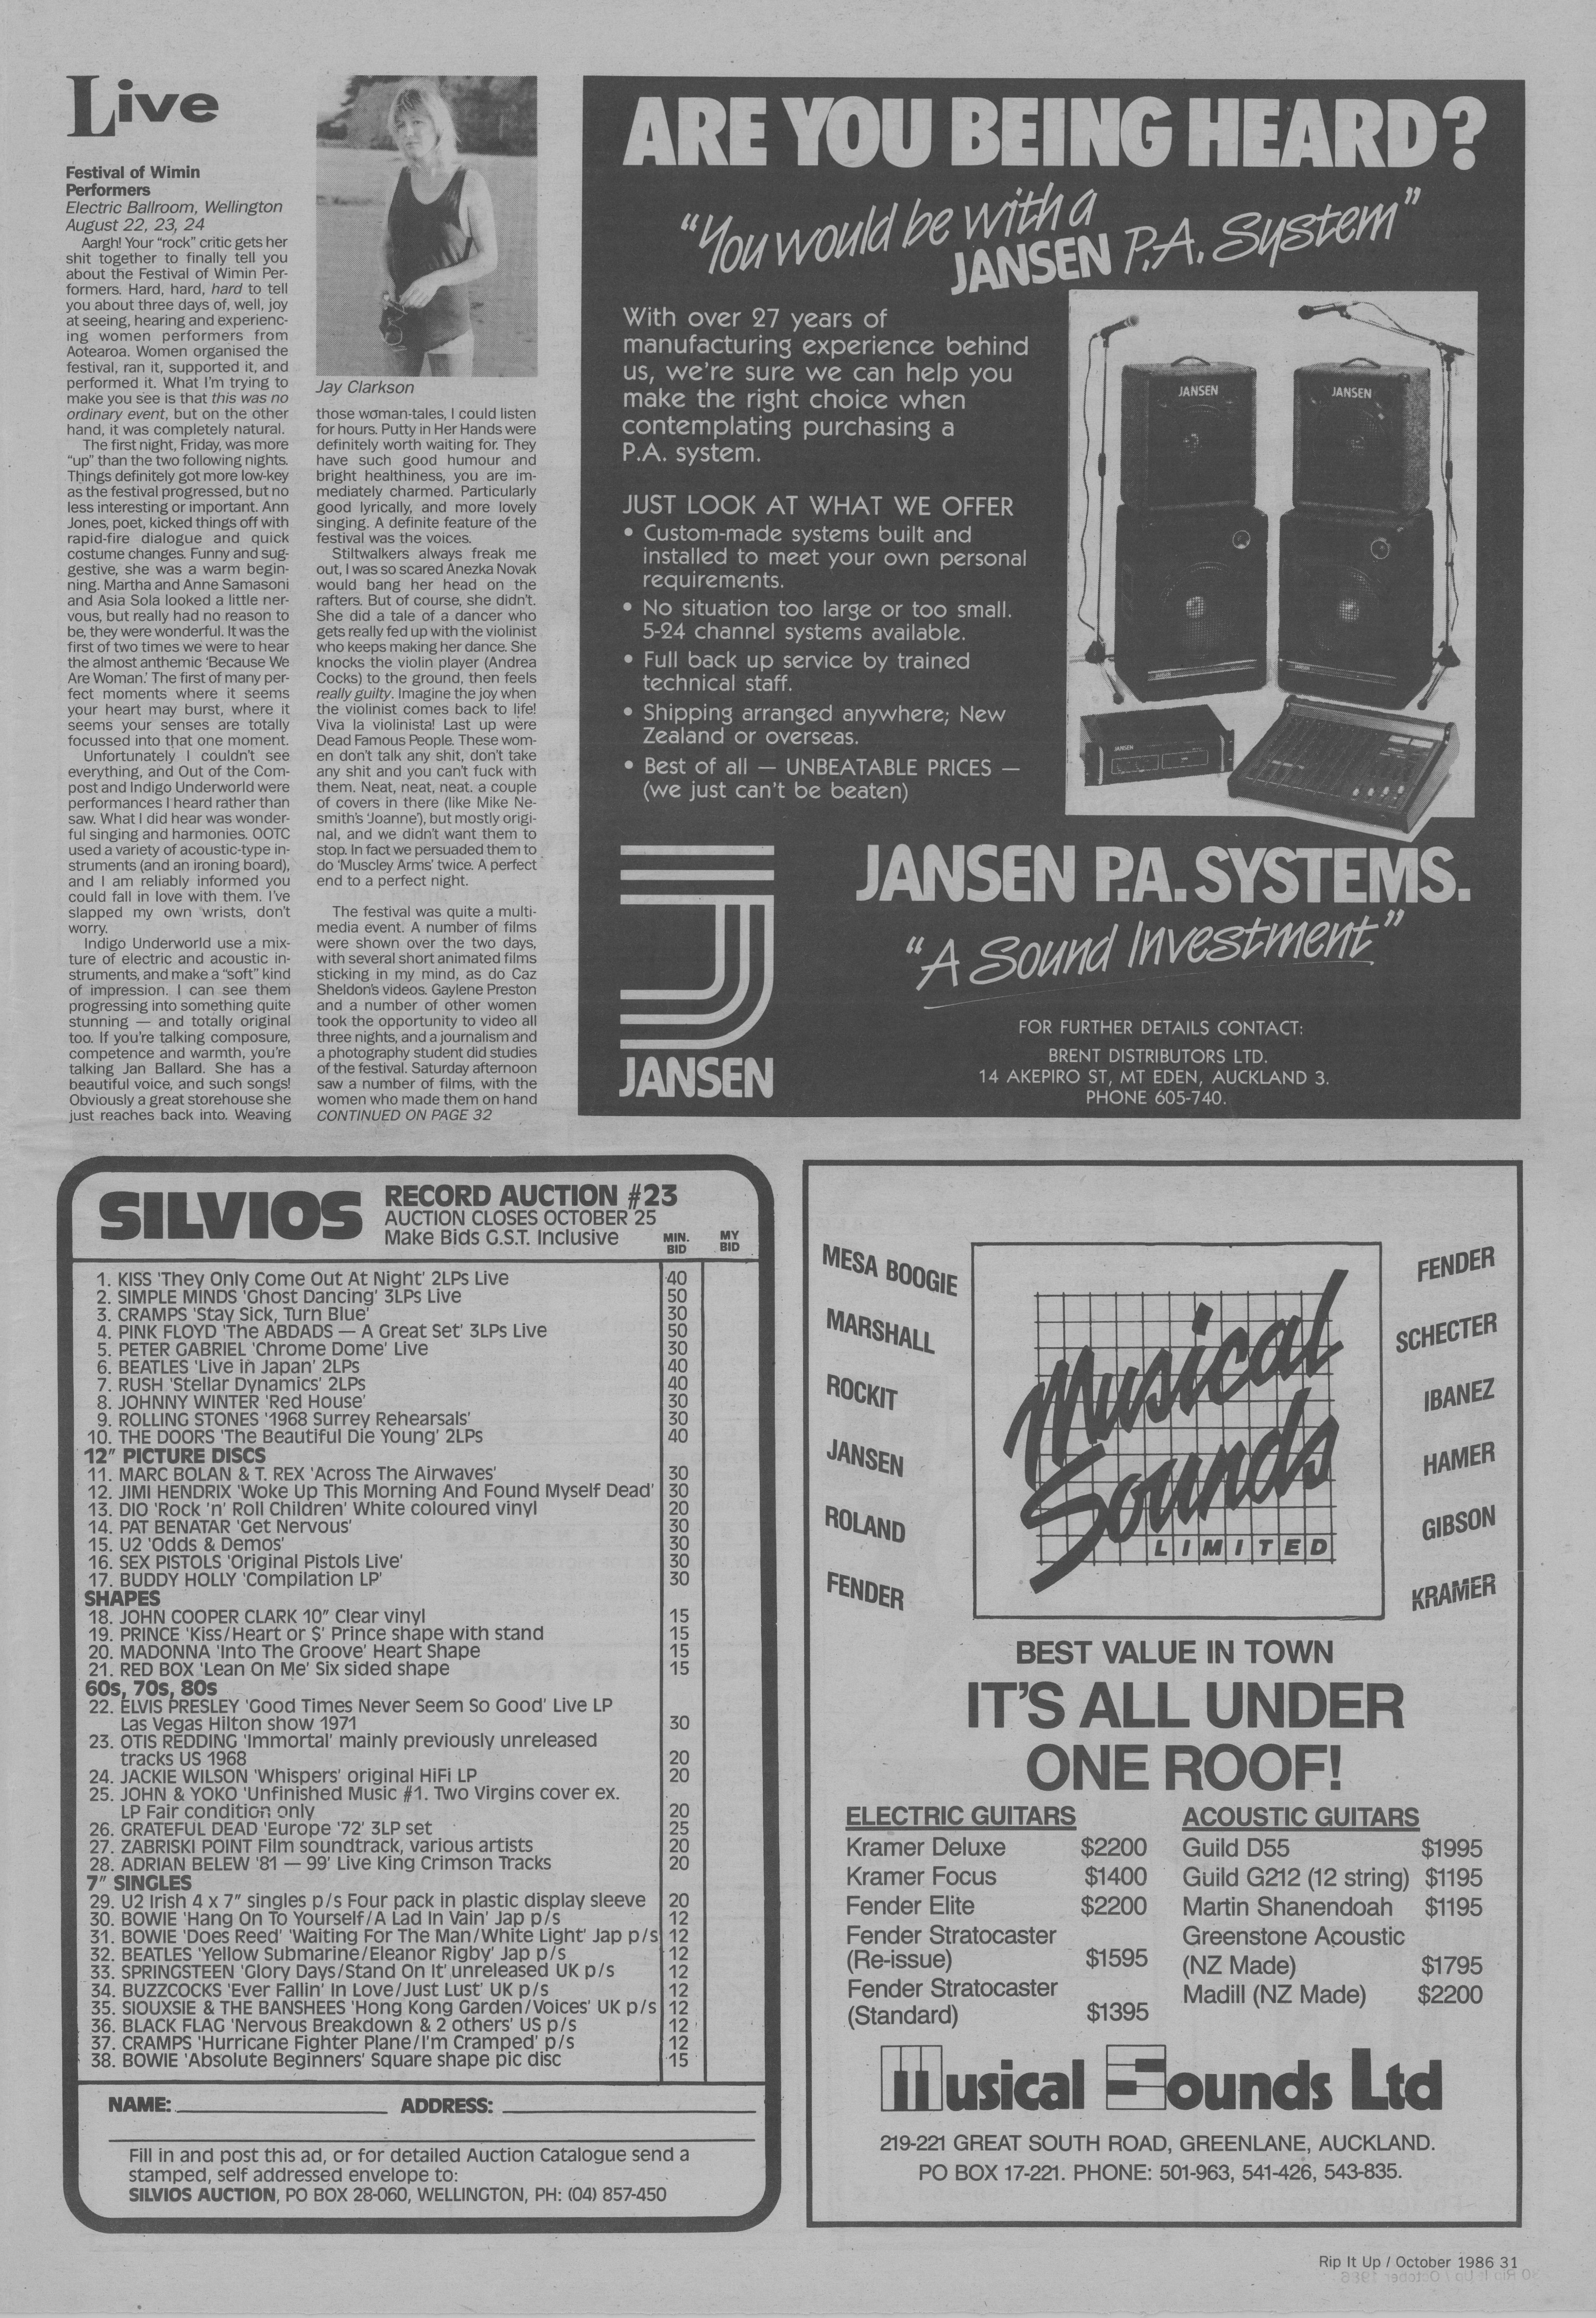 Live
Festival of Wimin
Performers
Electric Ballroom, Wellington
August 22, 23, 24
Aargh! Your “rock” critic gets her
shit together to finally tell you
about the Festival of Wimin Per-
formers. Hard, hard, hard to tell
you about three days of, well, joy
at seeing, hearing and experienc-
ing women performers from
Aotearoa. Women organised the
festival, ran it, supported it, and
performed it. What I'm trying to
make you see is that this was no
ordinary event, but on the other
hand, it was completely natural.
The first night, Friday, was more
“up” than the two following nights.
Things definitely got more low-key
as the festival progressed, but no
less interesting or important. Ann
Jones, poet, kicked things off with
rapid-fire dialogue and quick
costume changes. Funny and sug-
gestive, she was a warm begin-
ning. Martha and Anne Samasoni
and Asia Sola looked a little ner-
vous, but really had no reason to
be, they were wonderful. It was the
first of two times we were to hear
the almost anthemic ‘Because We
Are Woman.’ The first of many per-
fect moments where it seems
your heart may burst, where it
seems your senses are totally
focussed into that one moment.
Unfortunately I couldn't see
everything, and Out of the Com-
post and Indigo Underworld were
performances I heard rather than
saw. What I did hear was wonder-
ful singing and harmonies. OOTC
used a variety of acoustic-type in-
struments (and an ironing board),
and I am reliably informed you
could fall in love with them. I've
slapped my own wrists, don't
worry.
Indigo Underworld use a mix-
ture of electric and acoustic in-
struments, and make a “soft” kind
of impression. I can see them
progressing into something quite
stunning — and totally original
too. If you're talking composure,
competence and warmth, you're
talking Jan Ballard. She has a
beautiful voice, and such songs!
Obviously a great storehouse she
just reaches back into. Weaving
Jay Clarkson
those woman-tales, I could listen
for hours. Putty in Her Hands were
definitely worth waiting for. They
have such good humour and
bright healthiness, you are im-
mediately charmed. Particularly
good lyrically, and more lovely
singing. A definite feature of the
festival was the voices.
Stiltwalkers always freak me
out, I was so scared Anezka Novak
would bang her head on the
rafters. But of course, she didn't.
She did a tale of a dancer who
gets really fed up with the violinist
who keeps making her dance. She
knocks the violin player (Andrea
Cocks) to the ground, then feels
really guilty. Imagine the joy when
the violinist comes back to life!
Viva la violinista! Last up were
Dead Famous People. These wom-
en don't talk any shit, don't take
any shit and you can't fuck with
them. Neat, neat, neat. a couple
of covers in there (like Mike Ne-
smith's ‘Joanne’), but mostly origi-
nal, and we didn't want them to
stop. In fact we persuaded them to
do ‘Muscley Arms’ twice. A perfect
end to a perfect night.
The festival was quite a multi-
media event. A number of films
were shown over the two days,
with several short animated films
sticking in my mind, as do Caz
Sheldon's videos. Gaylene Preston
and a number of other women
took the opportunity to video all
three nights, and a journalism and
a photography student did studies
of the festival. Saturday afternoon
saw a number of films, with the
women who made them on hand
CONTINUED ON PAGE 32
ARE YOU BEING HEARD?
“You would be with a
JANSEN P.A. System”
With over 27 years of
manufacturing experience behind
us, we're sure we can help you
make the right choice when
contemplating purchasing a
P.A. system.
JUST LOOK AT WHAT WE OFFER
• Custom-made systems built and
installed to meet your own personal
requirements.
• No situation too large or too small.
5-24 channel systems available.
• Full back up service by trained
technical staff.
• Shipping arranged anywhere; New
Zealand or overseas.
• Best of all — UNBEATABLE PRICES —
(we just can't be beaten)
JANSEN
JANSEN
JANSEN
JANSEN P.A. SYSTEMS.
“A Sound Investment”
JANSEN
FOR FURTHER DETAILS CONTACT:
BRENT DISTRIBUTORS LTD.
14 AKEPIRO ST, MT EDEN, AUCKLAND 3.
PHONE 605-740.
SILVIOS
RECORD AUCTION #23
AUCTION CLOSES OCTOBER 25
Make Bids G.S.T. Inclusive
MIN. BID
MY BID
1. KISS ‘They Only Come Out At Night’ 2LPs Live 40
2. SIMPLE MINDS ‘Ghost Dancing’ 3LPs Live 50
3. CRAMPS ‘Stay Sick, Turn Blue’ 30
4. PINK FLOYD ‘The ABDADS — A Great Set’ 3LPs Live 50
5. PETER GABRIEL ‘Chrome Dome’ Live 30
6. BEATLES ‘Live in Japan’ 2LPs 40
7. RUSH ‘Stellar Dynamics’ 2LPs 40
8. JOHNNY WINTER ‘Red House’ 30
9. ROLLING STONES ‘1968 Surrey Rehearsals’ 30
10. THE DOORS ‘The Beautiful Die Young’ 2LPs 40
12” PICTURE DISCS
11. MARC BOLAN & T. REX ‘Across The Airwaves’ 30
12. JIMI HENDRIX ‘Woke Up This Morning And Found Myself Dead’ 30
13. DIO ‘Rock ‘n’ Roll Children’ White coloured vinyl 20
14. PAT BENATAR ‘Get Nervous’ 30
15. U2 ‘Odds & Demos’ 30
16. SEX PISTOLS ‘Original Pistols Live’ 30
17. BUDDY HOLLY ‘Compilation LP’ 30
SHAPES
18. JOHN COOPER CLARK 10” Clear vinyl 15
19. PRINCE ‘Kiss/Heart or $’ Prince shape with stand 15
20. MADONNA ‘Into The Groove’ Heart Shape 15
21. RED BOX ‘Lean On Me’ Six sided shape 15
60s, 70s, 80s
22. ELVIS PRESLEY ‘Good Times Never Seem So Good’ Live LP
Las Vegas Hilton show 1971 30
23. OTIS REDDING ‘Immortal’ mainly previously unreleased
tracks US 1968 20
24. JACKIE WILSON ‘Whispers’ original HiFi LP 20
25. JOHN & YOKO ‘Unfinished Music #1. Two Virgins cover ex.
LP Fair condition only 20
26. GRATEFUL DEAD ‘Europe ‘72’ 3LP set 25
27. ZABRISKI POINT Film soundtrack, various artists 20
28. ADRIAN BELEW ‘81 — 99’ Live King Crimson Tracks 20
7” SINGLES
29. U2 Irish 4 x 7” singles p/s Four pack in plastic display sleeve 20
30. BOWIE ‘Hang On To Yourself/A Lad In Vain’ Jap p/s 12
31. BOWIE ‘Does Reed’ ‘Waiting For The Man/White Light’ Jap p/s 12
32. BEATLES ‘Yellow Submarine/Eleanor Rigby’ Jap p/s 12
33. SPRINGSTEEN ‘Glory Days/Stand On It’ unreleased UK p/s 12
34. BUZZCOCKS ‘Ever Fallin’ In Love/Just Lust’ UK p/s 12
35. SIOUXSIE & THE BANSHEES ‘Hong Kong Garden/Voices’ UK p/s 12
36. BLACK FLAG ‘Nervous Breakdown & 2 others’ US p/s 12
37. CRAMPS ‘Hurricane Fighter Plane/I'm Cramped’ p/s 12
38. BOWIE ‘Absolute Beginners’ Square shape pic disc 15
NAME: ADDRESS:
Fill in and post this ad, or for detailed Auction Catalogue send a
stamped, self addressed envelope to:
SILVIOS AUCTION, PO BOX 28-060, WELLINGTON, PH: (04) 857-450
MESA BOOGIE
MARSHALL
ROCKIT
JANSEN
ROLAND
FENDER
Musical
Sounds
LIMITED
FENDER
SCHECTER
IBANEZ
HAMER
GIBSON
KRAMER
BEST VALUE IN TOWN
IT'S ALL UNDER
ONE ROOF!
ELECTRIC GUITARS
Kramer Deluxe $2200
Kramer Focus $1400
Fender Elite $2200
Fender Stratocaster
(Re-issue) $1595
Fender Stratocaster
(Standard) $1395
ACOUSTIC GUITARS
Guild D55 $1995
Guild G212 (12 string) $1195
Martin Shanendoah $1195
Greenstone Acoustic
(NZ Made) $1795
Madill (NZ Made) $2200
Musical Sounds Ltd
219-221 GREAT SOUTH ROAD, GREENLANE, AUCKLAND.
PO BOX 17-221. PHONE: 501-963, 541-426, 543-835.
Rip It Up / October 1986 31